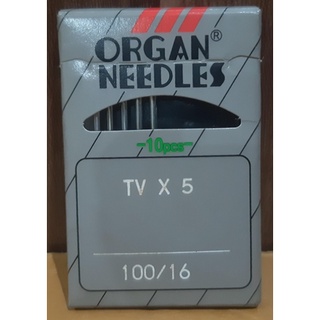 ORGAN®
NEEDLES
-10pcs-
TV X 5
100/16